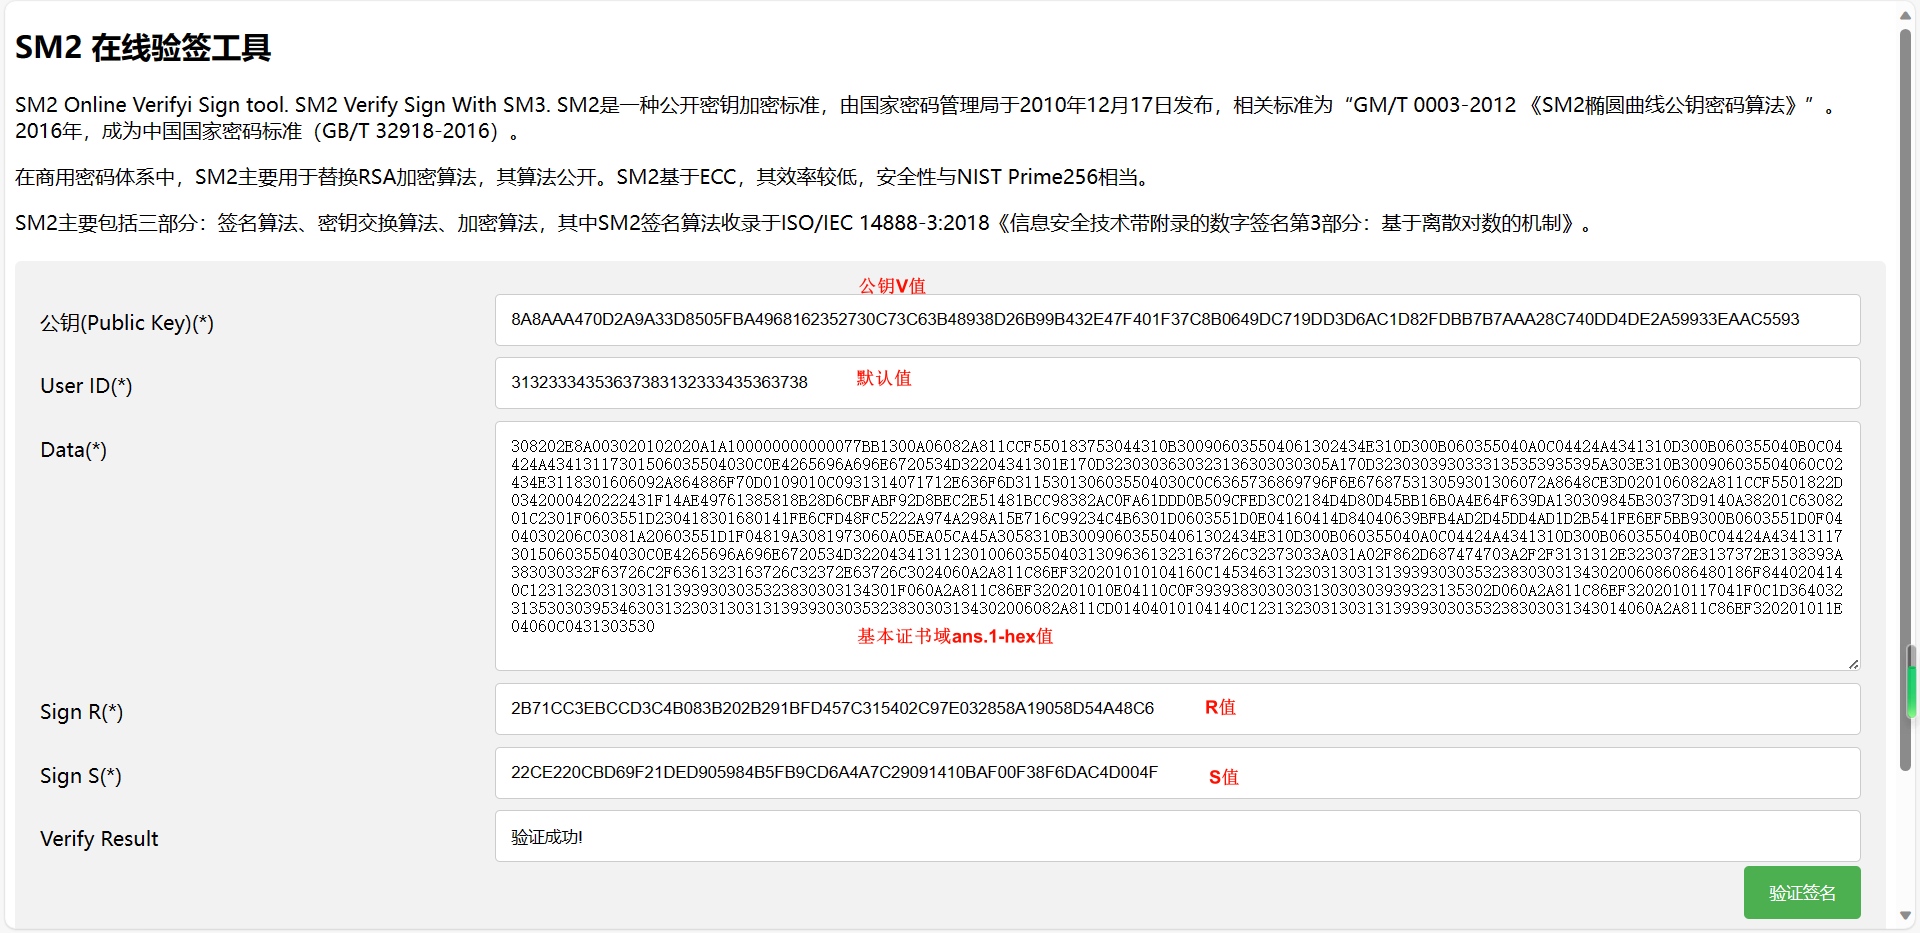 SM2 在线验签工具
SM2 Online Verifyi Sign tool. SM2 Verify Sign With SM3. SM2是一种公开密钥加密标准，由国家密码管理局于2010年12月17日发布，相关标准为“GM/T 0003-2012 《SM2椭圆曲线公钥密码算法》”。
2016年，成为中国国家密码标准（GB/T 32918-2016）。
在商用密码体系中，SM2主要用于替换RSA加密算法，其算法公开。SM2基于ECC，其效率较低，安全性与NIST Prime256相当。
SM2主要包括三部分：签名算法、密钥交换算法、加密算法，其中SM2签名算法收录于ISO/IEC 14888-3:2018《信息安全技术带附录的数字签名第3部分：基于离散对数的机制》。
公钥V值
公钥(Public Key)(*)
8A8AAA470D2A9A33D8505FBA4968162352730C73C63B48938D26B99B432E47F401F37C8B0649DC719DD3D6AC1D82FDBB7B7AAA28C740DD4DE2A59933EAAC5593
User ID(*)
31323334353637383132333435363738
默认值
Data(*)
308202E8A003020102020A1A100000000000077BB1300A06082A811CCF550183753044310B300906035504061302434E310D300B060355040A0C04424A4341310D300B060355040B0C04
424A43413117301506035504030C0E4265696A696E6720534D32204341301E170D3230303630323136303030305A170D3230303930333135353935395A303E310B300906035504060C02
434E3118301606092A864886F70D0109010C0931314071712E636F6D3115301306035504030C0C6365736869796F6E676875313059301306072A8648CE3D020106082A811CCF5501822D
0342000420222431F14AE49761385818B28D6CBFABF92D8BEC2E51481BCC98382AC0FA61DDD0B509CFED3C02184D4D80D45BB16B0A4E64F639DA130309845B30373D9140A38201C63082
01C2301F0603551D230418301680141FE6CFD48FC5222A974A298A15E716C99234C4B6301D0603551D0E04160414D84040639BFB4AD2D45DD4AD1D2B541FE6EF5BB9300B0603551D0F04
04030206C03081A20603551D1F04819A3081973060A05EA05CA45A3058310B300906035504061302434E310D300B060355040A0C04424A4341310D300B060355040B0C04424A43413117
301506035504030C0E4265696A696E6720534D3220434131123010060355040313096361323163726C32373033A031A02F862D687474703A2F2F3131312E3230372E3137372E3138393A
383030332F63726C2F6361323163726C32372E63726C3024060A2A811C86EF320201010104160C14534631323031303131393930303532383030313430200608608648018​6F844020414
0C12313230313031313939303035323830303134301F060A2A811C86EF320201010E04110C0F393938303030313030303939323135302D060A2A811C86EF3202010117041F0C1D364032
3135303039534630313230313031313939303035323830303134302006082A811CD01404010104140C12313230313031313939303035323830303134​3014060A2A811C86EF320201011E
04060C0431303530
基本证书域ans.1-hex值
Sign R(*)
2B71CC3EBCCD3C4B083B202B291BFD457C315402C97E032858A19058D54A48C6
R值
Sign S(*)
22CE220CBD69F21DED905984B5FB9CD6A4A7C29091410BAF00F38F6DAC4D004F
S值
Verify Result
验证成功!
验证签名